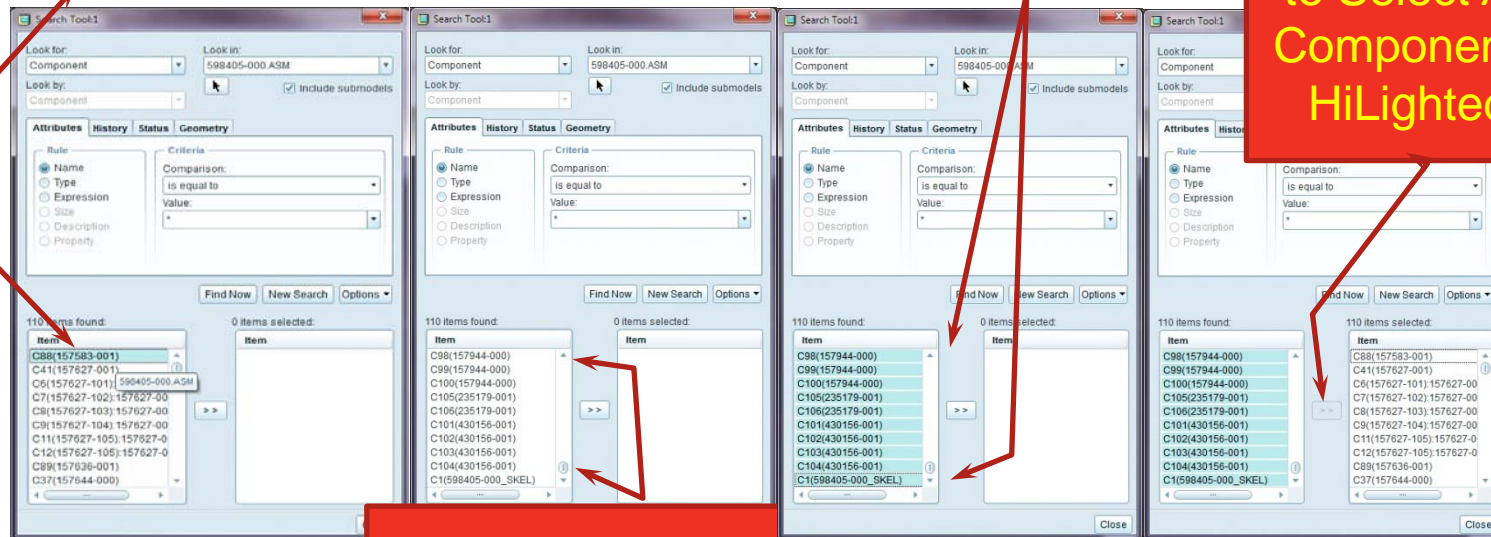 Search Tool:1
Look for:
Look in:
Component
598405-000.ASM
Look by:
Component
Include submodels
Attributes History Status Geometry
Rule
Criteria
Name
Comparison:
Type
is equal to
Expression
Value:
Size
*
Description
Property
Find Now New Search Options
110 items found:
0 items selected:
Item
Item
C88(157583-001)
C41(157627-001)
598405-000.ASM
C6(157627-101):
C7(157627-102):157627-00
C8(157627-103):157627-00
C9(157627-104):157627-00
C11(157627-105):157627-0
C12(157627-105):157627-0
C89(157636-001)
C37(157644-000)
>>
Search Tool:1
Look for:
Look in:
Component
598405-000.ASM
Look by:
Component
Include submodels
Attributes History Status Geometry
Rule
Criteria
Name
Comparison:
Type
is equal to
Expression
Value:
Size
*
Description
Property
Find Now New Search Options
110 items found:
0 items selected:
Item
Item
C98(157944-000)
C99(157944-000)
C100(157944-000)
C105(235179-001)
C106(235179-001)
C101(430156-001)
C102(430156-001)
C103(430156-001)
C104(430156-001)
C1(598405-000_SKEL)
>>
Search Tool:1
Look for:
Look in:
Component
598405-000.ASM
Look by:
Component
Include submodels
Attributes History Status Geometry
Rule
Criteria
Name
Comparison:
Type
is equal to
Expression
Value:
Size
*
Description
Property
Find Now New Search Options
110 items found:
0 items selected:
Item
Item
C98(157944-000)
C99(157944-000)
C100(157944-000)
C105(235179-001)
C106(235179-001)
C101(430156-001)
C102(430156-001)
C103(430156-001)
C104(430156-001)
C1(598405-000_SKEL)
>>
Close
to Select
Componen
HiLighted
Search Tool:1
Look for:
Component
Look by:
Component
Attributes Histor
Rule
Name
Comparison:
Type
is equal to
Expression
Value:
Size
*
Description
Property
Find Now New Search Options
110 items found:
110 items selected:
Item
Item
C98(157944-000)
C99(157944-000)
C100(157944-000)
C105(235179-001)
C106(235179-001)
C101(430156-001)
C102(430156-001)
C103(430156-001)
C104(430156-001)
C1(598405-000_SKEL)
>>
C88(157583-001)
C41(157627-001)
C6(157627-101):157627-00
C7(157627-102):157627-00
C8(157627-103):157627-00
C9(157627-104):157627-00
C11(157627-105):157627-0
C12(157627-105):157627-0
C89(157636-001)
C37(157644-000)
Close